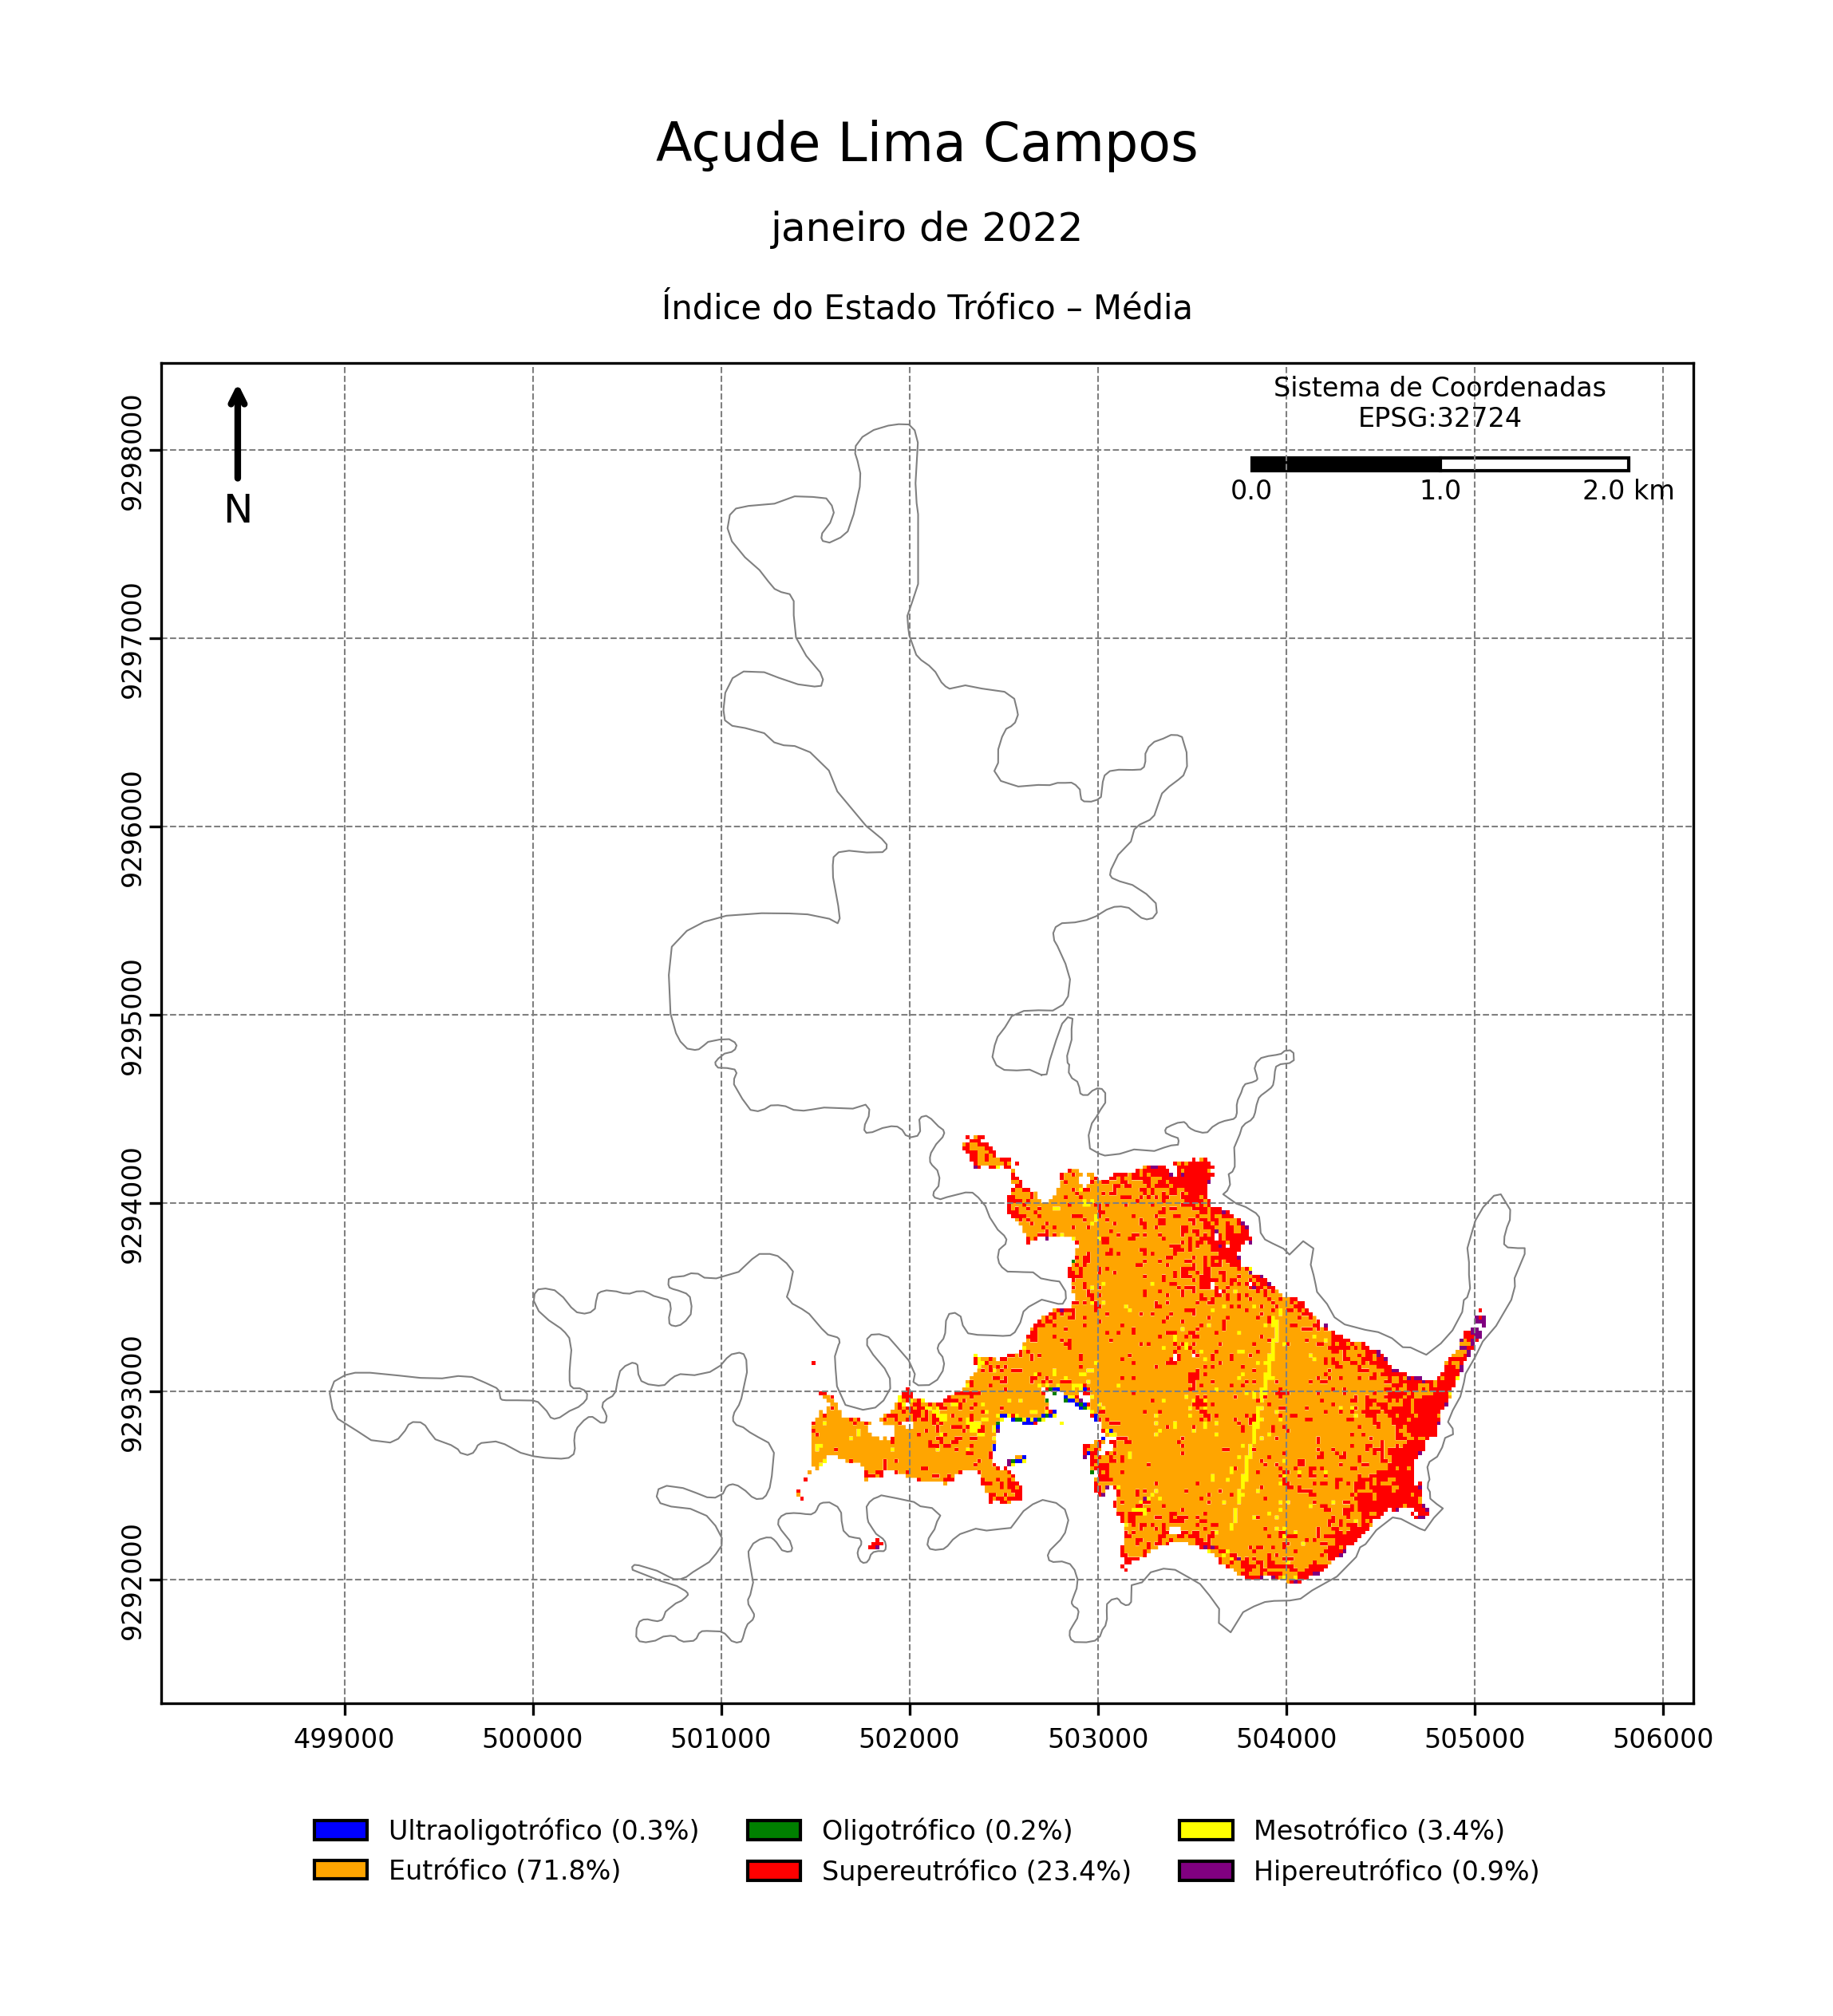 Açude Lima Campos
janeiro de 2022
Índice do Estado Trófico – Média
Sistema de Coordenadas
EPSG:32724
0.0 1.0 2.0 km
N
9298000
9297000
9296000
9295000
9294000
9293000
9292000
499000 500000 501000 502000 503000 504000 505000 506000
Ultraoligotrófico (0.3%) Oligotrófico (0.2%) Mesotrófico (3.4%)
Eutrófico (71.8%) Supereutrófico (23.4%) Hipereutrófico (0.9%)